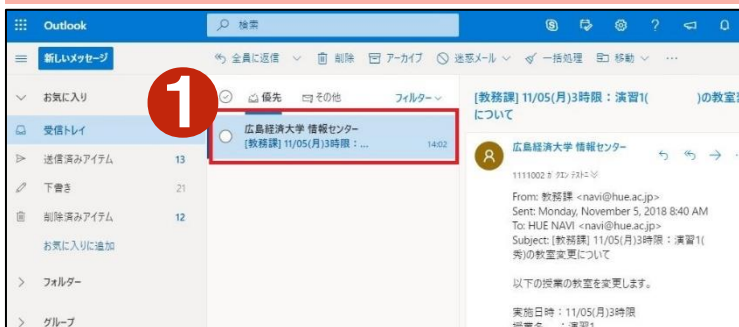 Outlook
検索
新しいメッセージ
全員に返信
削除
アーカイブ
迷惑メール
一括処理
移動
お気に入り
受信トレイ
送信済みアイテム 13
下書き 21
削除済みアイテム 12
お気に入りに追加
フォルダー
グループ
1
優先
その他
フィルター
広島経済大学 情報センター
[教務課] 11/05(月)3時限：... 14:02
[教務課] 11/05(月)3時限：演習1( )の教室
について
A
広島経済大学 情報センター
From: 教務課 <navi@hue.ac.jp>
Sent: Monday, November 5, 2018 8:40 AM
To: HUE NAVI <navi@hue.ac.jp>
Subject: [教務課] 11/05(月)3時限：演習1(
秀)の教室変更について
以下の授業の教室を変更します。
実施日時：11/05(月)3時限